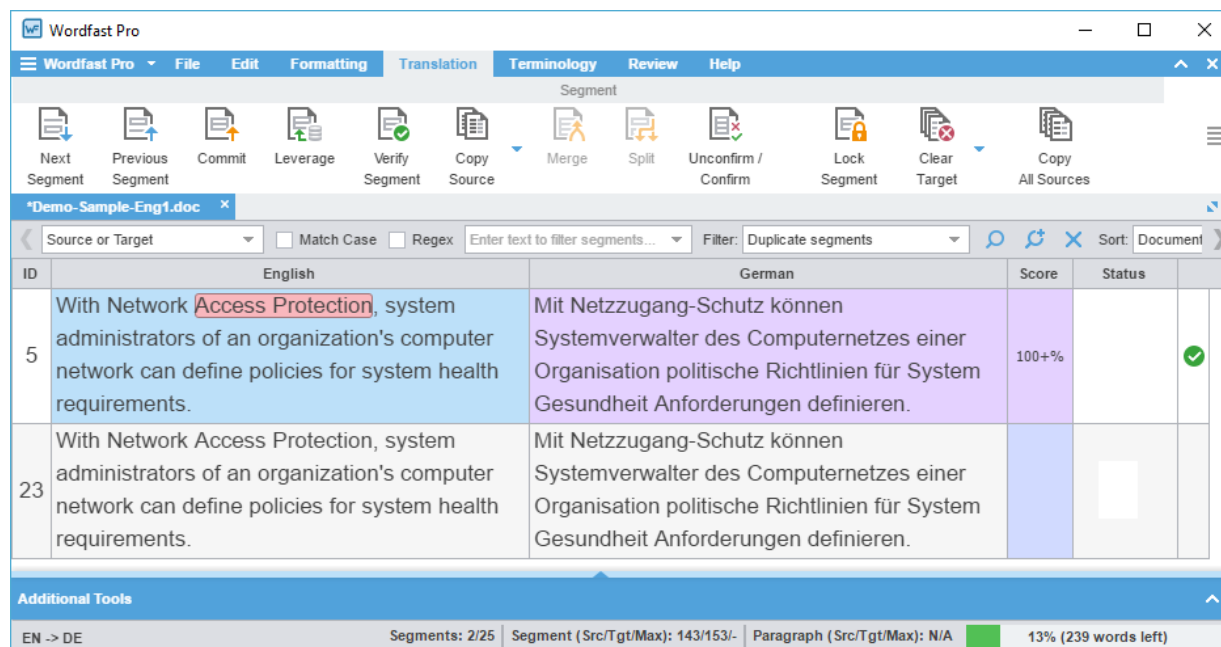 Wordfast Pro
Wordfast Pro File Edit Formatting Translation Terminology Review Help
Segment
Next Segment
Previous Segment
Commit
Leverage
Verify Segment
Copy Source
Merge
Split
Unconfirm / Confirm
Lock Segment
Clear Target
Copy All Sources
*Demo-Sample-Eng1.doc ×
Source or Target Match Case Regex Enter text to filter segments... Filter: Duplicate segments Sort: Document
ID English German Score Status
5
With Network Access Protection, system
administrators of an organization's computer
network can define policies for system health
requirements.
Mit Netzzugang-Schutz können
Systemverwalter des Computernetzes einer
Organisation politische Richtlinien für System
Gesundheit Anforderungen definieren.
100+%
23
With Network Access Protection, system
administrators of an organization's computer
network can define policies for system health
requirements.
Mit Netzzugang-Schutz können
Systemverwalter des Computernetzes einer
Organisation politische Richtlinien für System
Gesundheit Anforderungen definieren.
Additional Tools
EN -> DE Segments: 2/25 Segment (Src/Tgt/Max): 143/153/- Paragraph (Src/Tgt/Max): N/A 13% (239 words left)